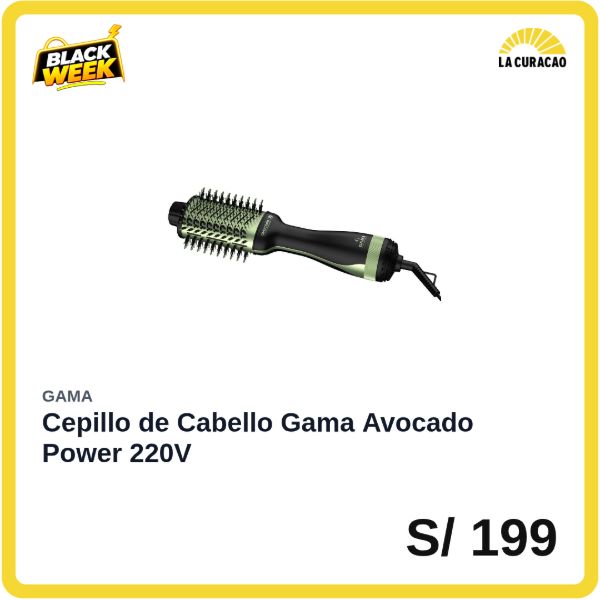 BLACK
WEEK
LA CURACAO
GAMA
Cepillo de Cabello Gama Avocado
Power 220V
S/ 199